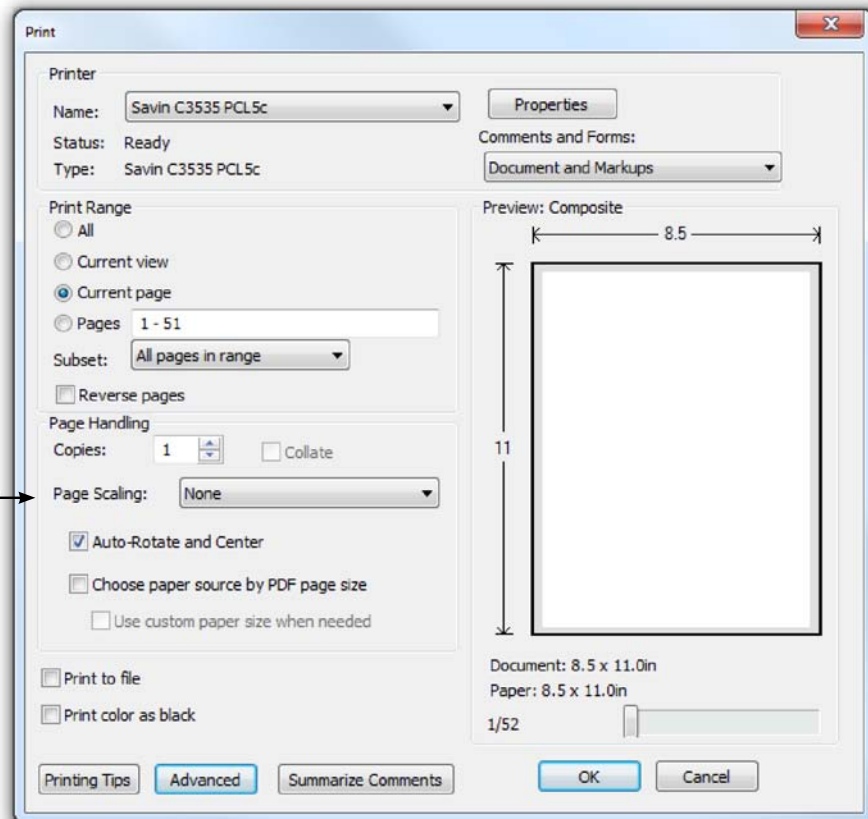 Print
Printer
Name: Savin C3535 PCL5c Properties
Status: Ready Comments and Forms:
Type: Savin C3535 PCL5c Document and Markups
Print Range
All
Current view
Current page
Pages 1 - 51
Subset: All pages in range
Reverse pages
Page Handling
Copies: 1 Collate
Page Scaling: None
Auto-Rotate and Center
Choose paper source by PDF page size
Use custom paper size when needed
Print to file
Print color as black
Preview: Composite
8.5
11
Document: 8.5 x 11.0in
Paper: 8.5 x 11.0in
1/52
Printing Tips Advanced Summarize Comments OK Cancel